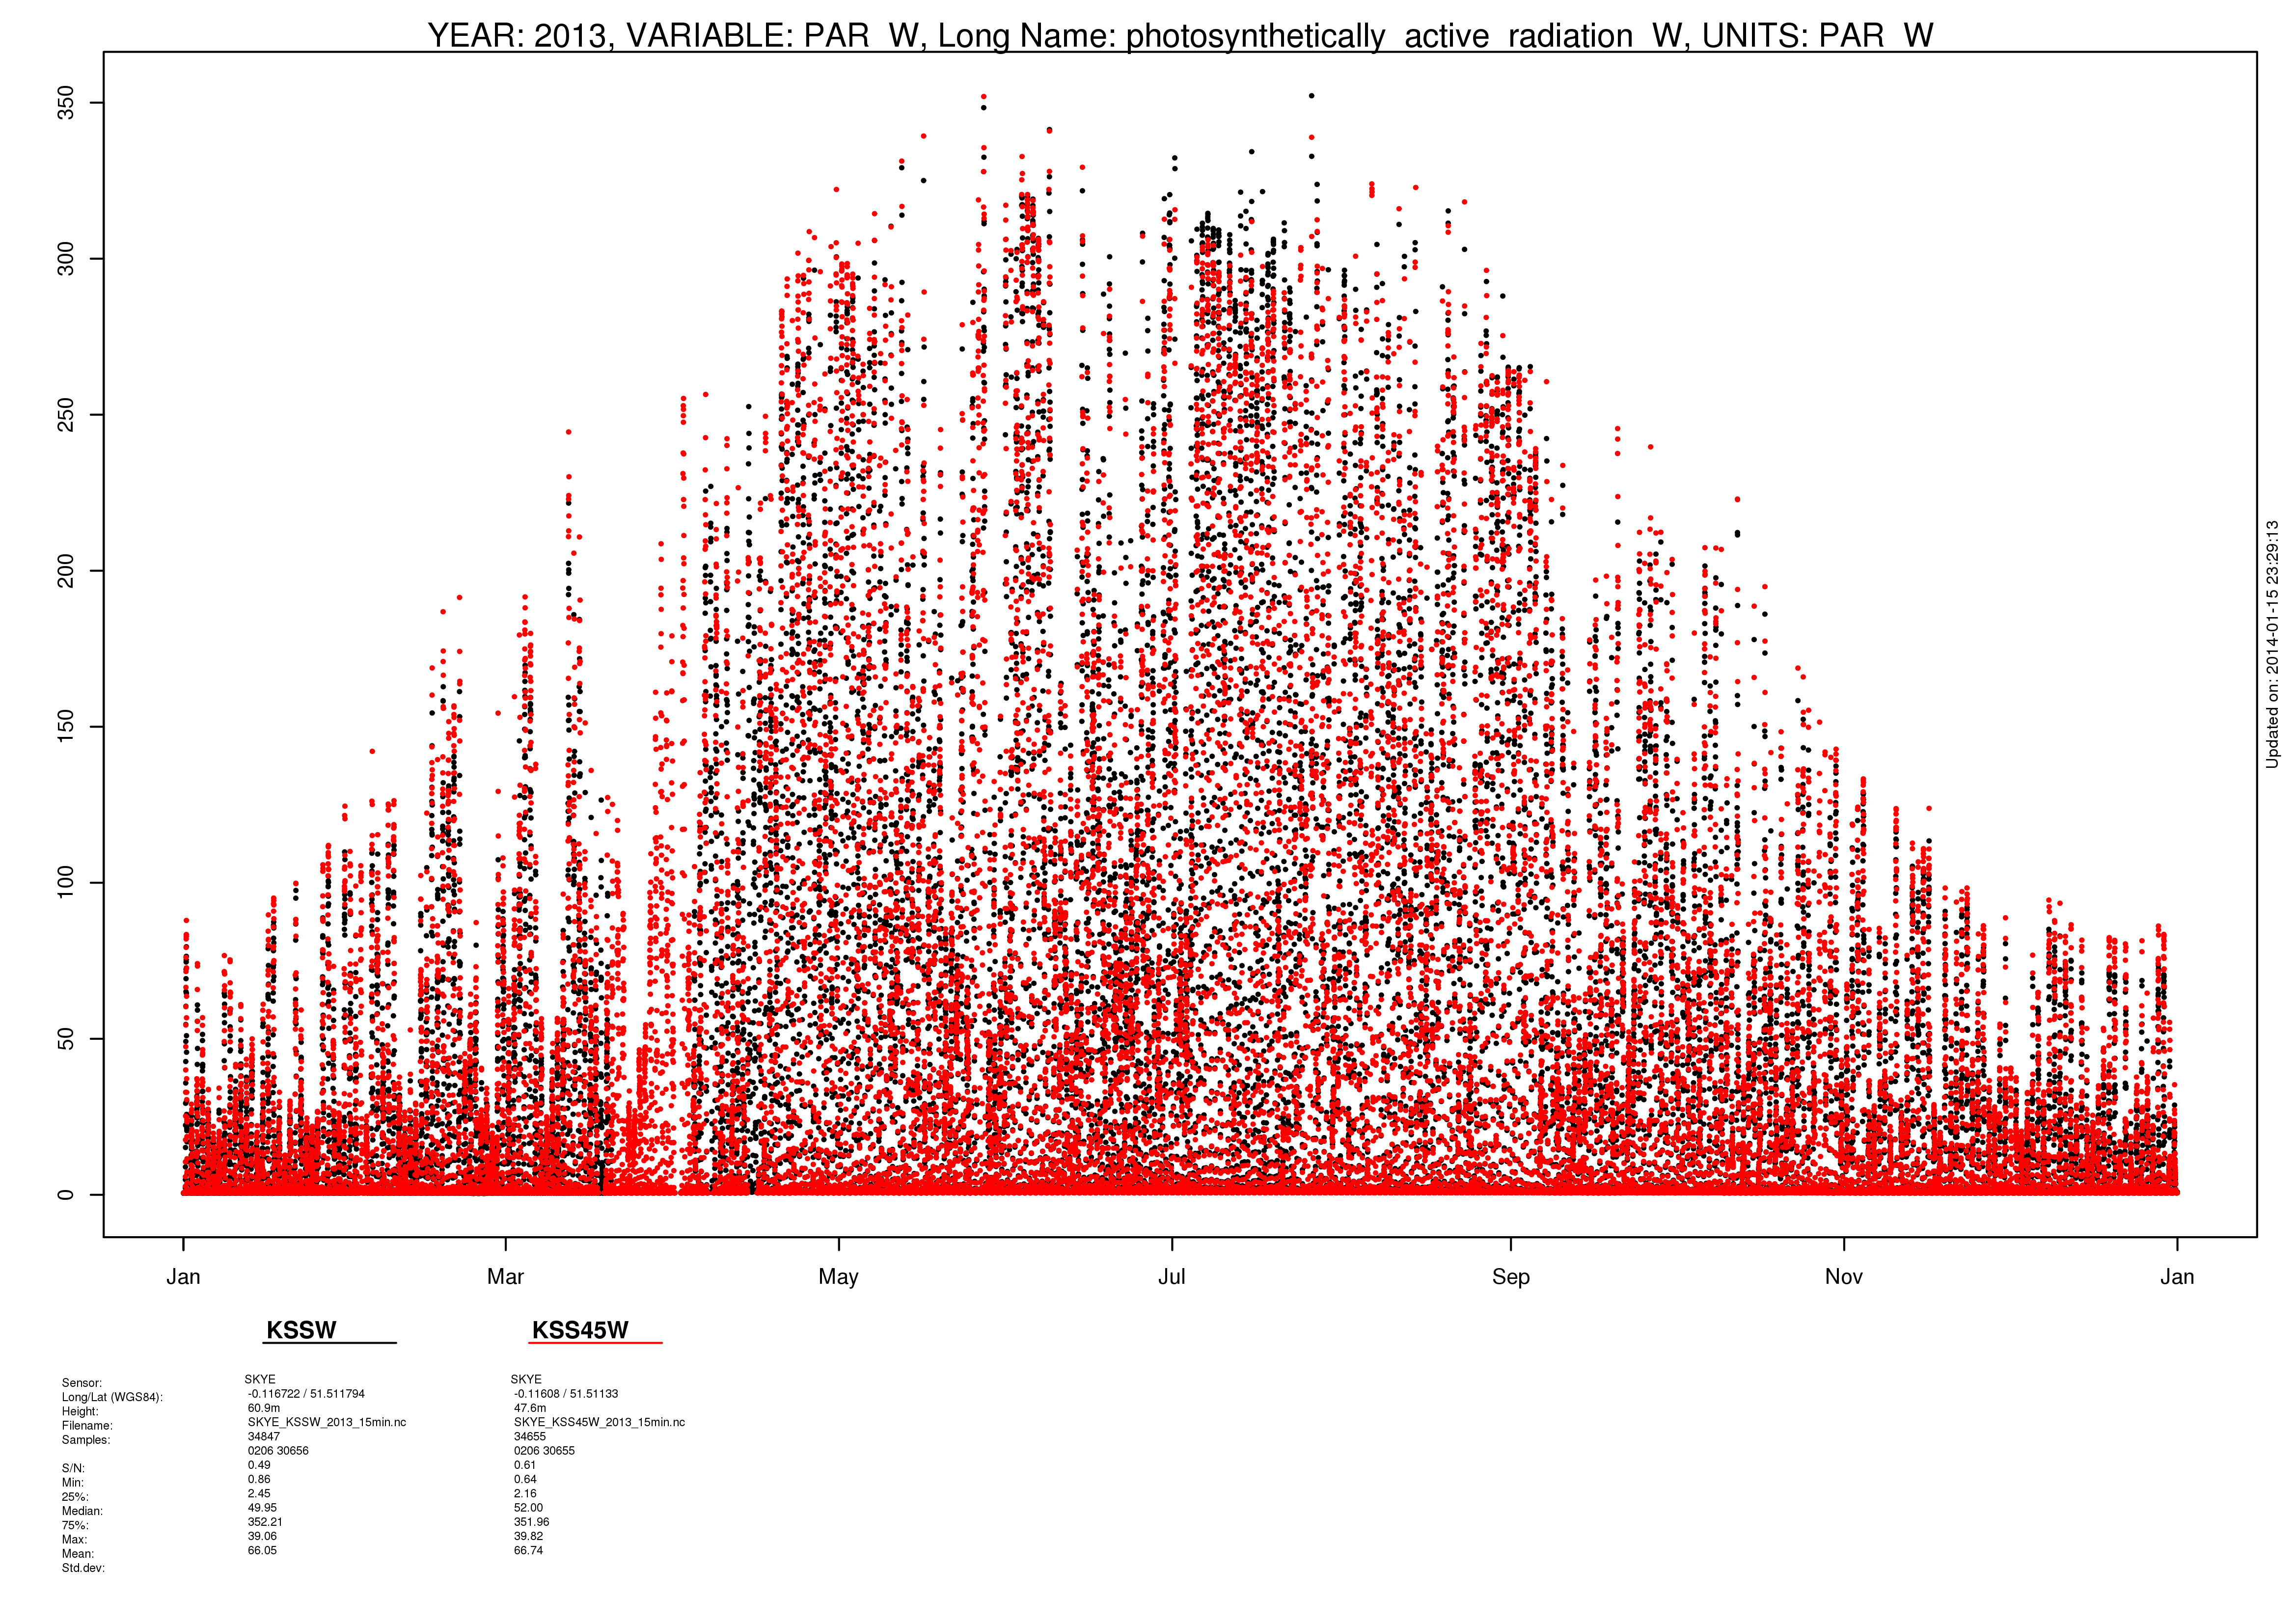 YEAR: 2013, VARIABLE: PAR_W, Long Name: photosynthetically_active_radiation_W, UNITS: PAR_W
350
300
250
200
150
100
50
0
Jan Mar May Jul Sep Nov Jan
Updated on: 2014-01-15 23:29:13
KSSW KSS45W
Sensor: SKYE SKYE
Long/Lat (WGS84): -0.116722 / 51.511794 -0.11608 / 51.51133
Height: 60.9m 47.6m
Filename: SKYE_KSSW_2013_15min.nc SKYE_KSS45W_2013_15min.nc
Samples: 34847 34655
0206 30656 0206 30655
S/N: 0.49 0.61
Min: 0.86 0.64
25%: 2.45 2.16
Median: 49.95 52.00
75%: 352.21 351.96
Max: 39.06 39.82
Mean: 66.05 66.74
Std.dev: